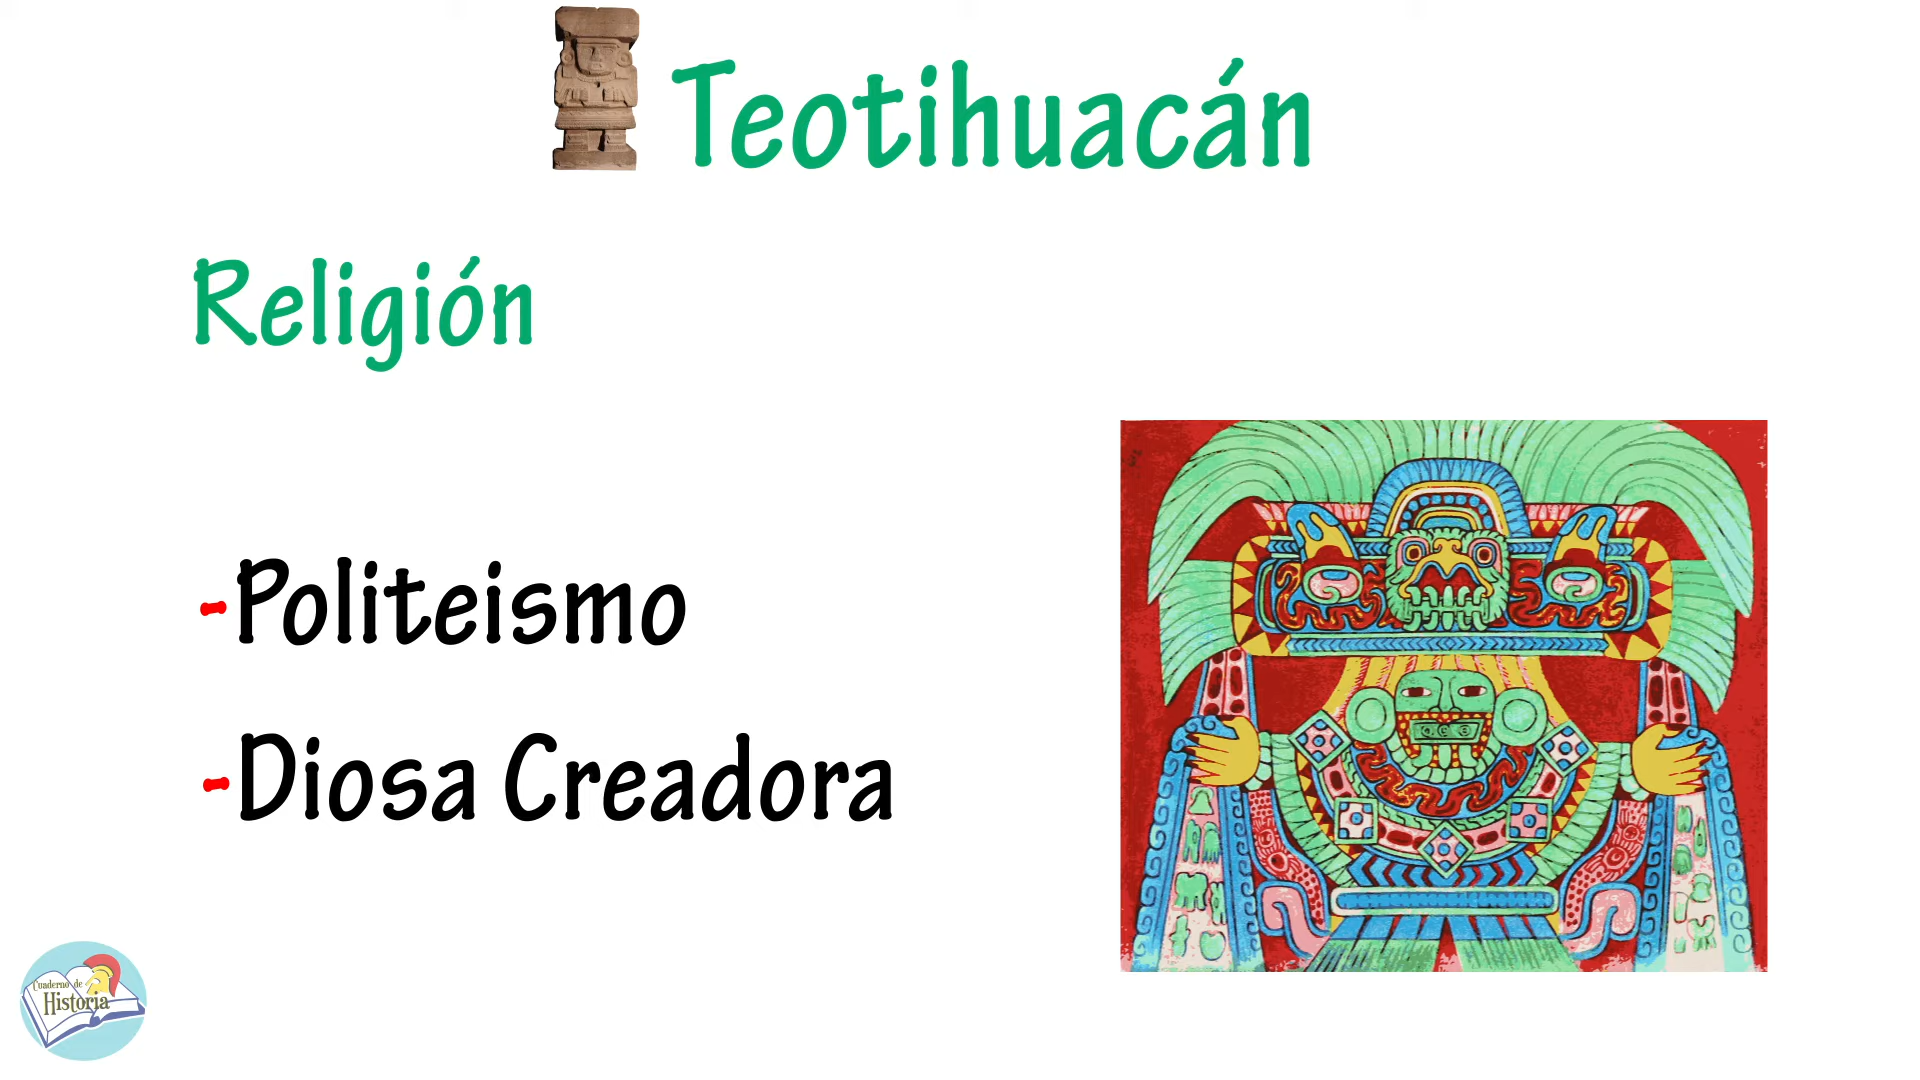 Teotihuacán
Religión
-Politeismo
-Diosa Creadora
Cuaderno de
Historia